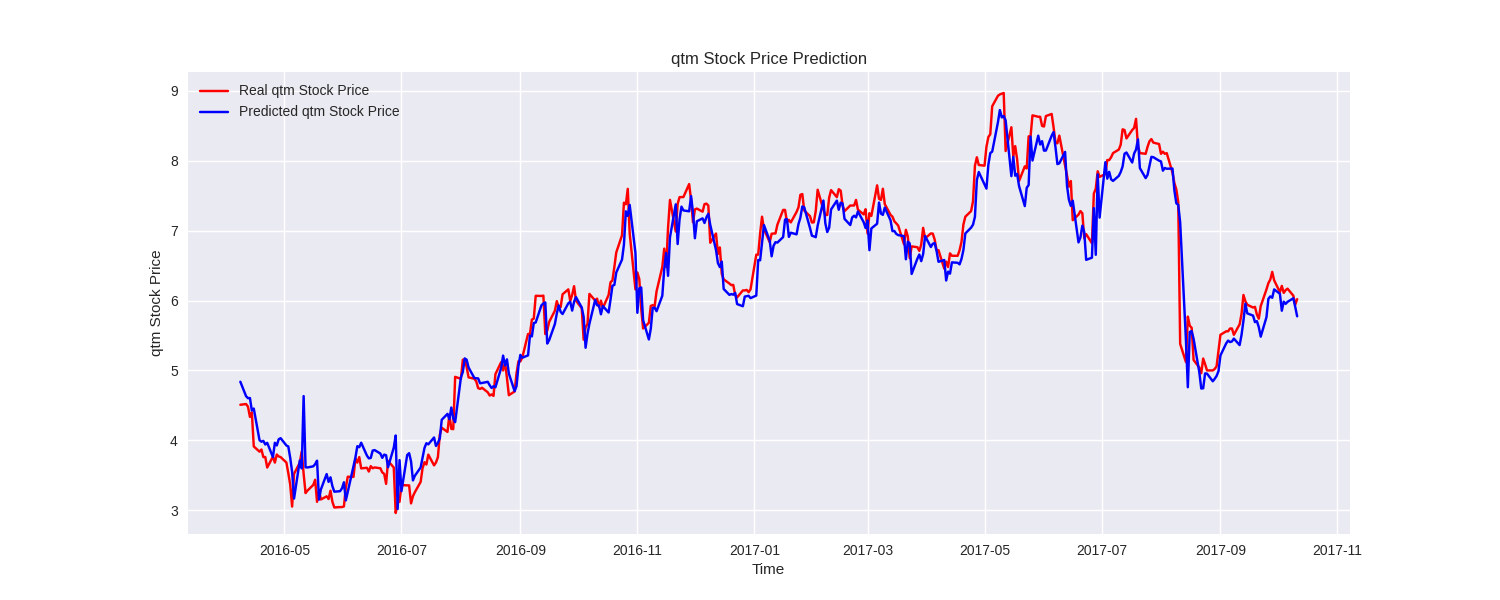 qtm Stock Price Prediction
Real qtm Stock Price
Predicted qtm Stock Price
qtm Stock Price
9
8
7
6
5
4
3
2016-05 2016-07 2016-09 2016-11 2017-01 2017-03 2017-05 2017-07 2017-09 2017-11
Time